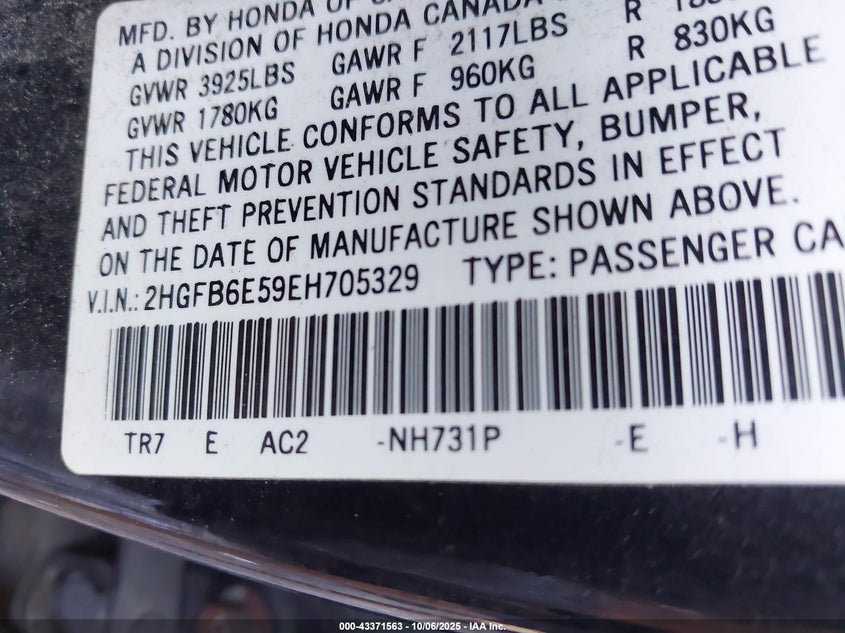 MFD. BY HONDA OF
A DIVISION OF HONDA CANADA
GVWR 3925LBS GAWR F 2117LBS R
GVWR 1780KG GAWR F 960KG R 830KG
THIS VEHICLE CONFORMS TO ALL APPLICABLE
FEDERAL MOTOR VEHICLE SAFETY, BUMPER,
AND THEFT PREVENTION STANDARDS IN EFFECT
ON THE DATE OF MANUFACTURE SHOWN ABOVE.
V.I.N.: 2HGFB6E59EH705329 TYPE: PASSENGER CA
TR7 E AC2 -NH731P -E -H
000-43371563 - 10/06/2025 - IAA Inc.